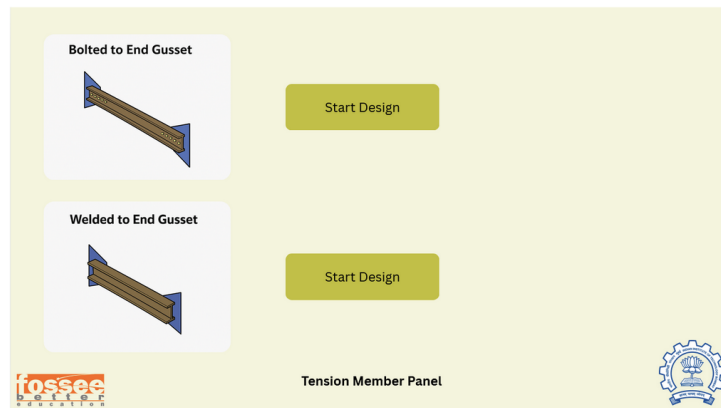 Bolted to End Gusset
Start Design
Welded to End Gusset
Start Design
fossee
better
education
Tension Member Panel